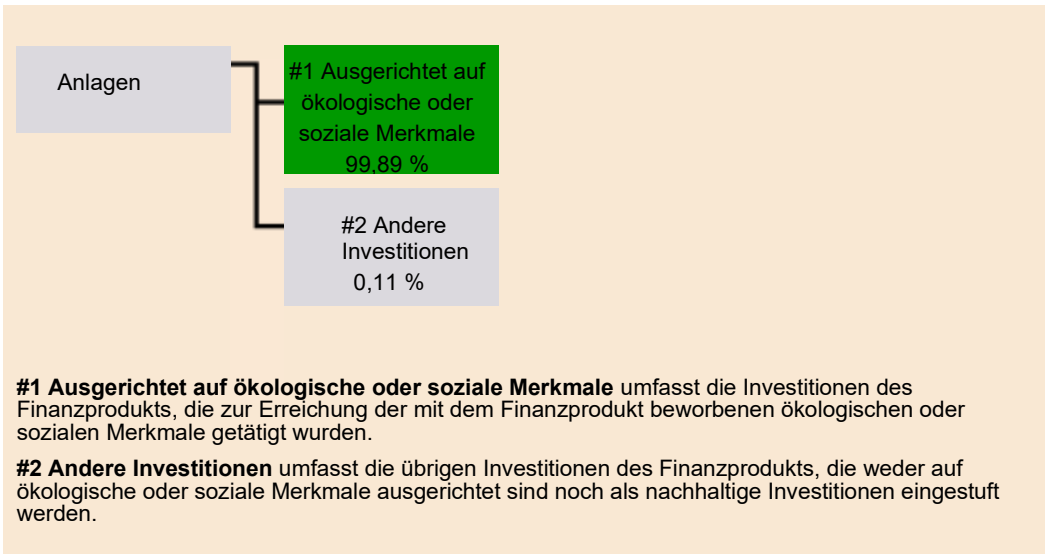 Anlagen
#1 Ausgerichtet auf
ökologische oder
soziale Merkmale
99,89 %
#2 Andere
Investitionen
0,11 %
#1 Ausgerichtet auf ökologische oder soziale Merkmale umfasst die Investitionen des
Finanzprodukts, die zur Erreichung der mit dem Finanzprodukt beworbenen ökologischen oder
sozialen Merkmale getätigt wurden.
#2 Andere Investitionen umfasst die übrigen Investitionen des Finanzprodukts, die weder auf
ökologische oder soziale Merkmale ausgerichtet sind noch als nachhaltige Investitionen eingestuft
werden.